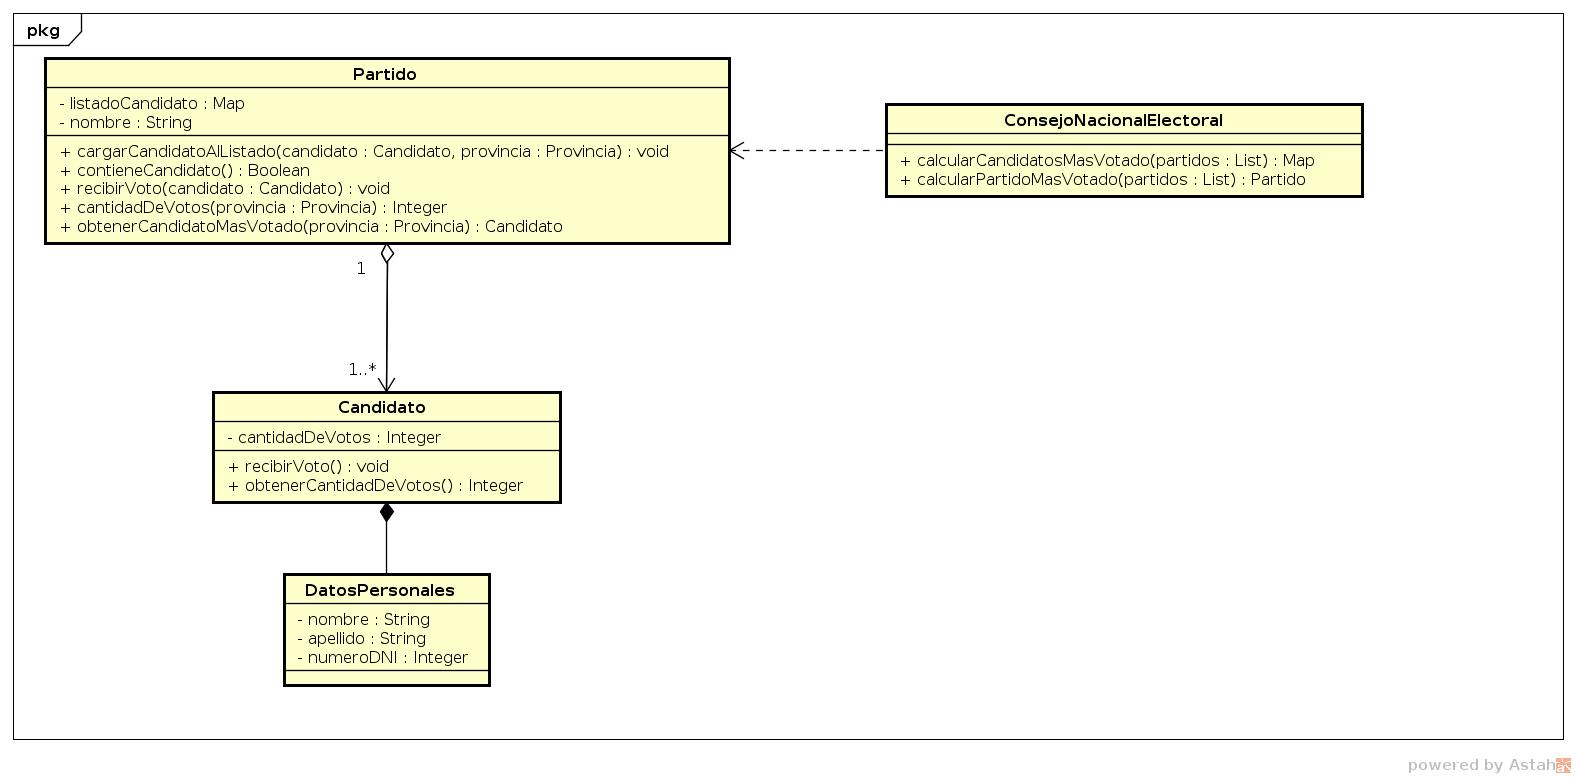 pkg
Partido
- listadoCandidato : Map
- nombre : String
+ cargarCandidatoAlListado(candidato : Candidato, provincia : Provincia) : void
+ contieneCandidato() : Boolean
+ recibirVoto(candidato : Candidato) : void
+ cantidadDeVotos(provincia : Provincia) : Integer
+ obtenerCandidatoMasVotado(provincia : Provincia) : Candidato
ConsejoNacionalElectoral
+ calcularCandidatosMasVotado(partidos : List) : Map
+ calcularPartidoMasVotado(partidos : List) : Partido
1
1..*
Candidato
- cantidadDeVotos : Integer
+ recibirVoto() : void
+ obtenerCantidadDeVotos() : Integer
DatosPersonales
- nombre : String
- apellido : String
- numeroDNI : Integer
powered by Astah